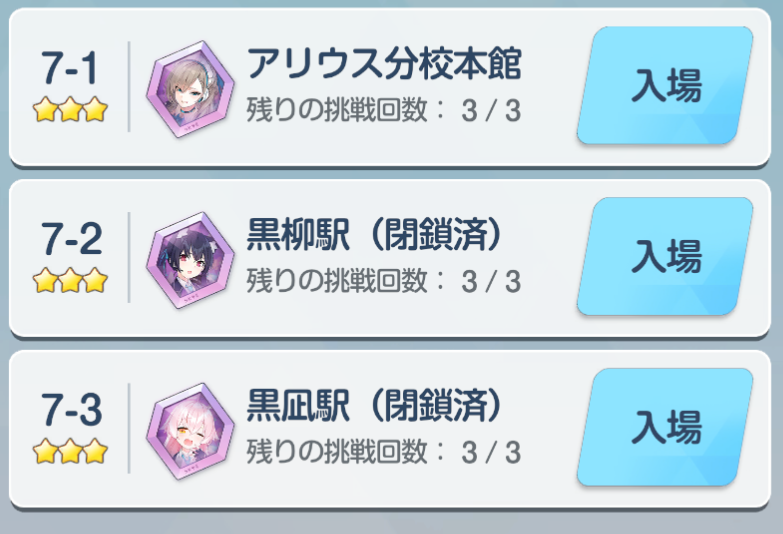 7-1
アリウス分校本館
残りの挑戦回数： 3 / 3
入場
7-2
黒柳駅（閉鎖済）
残りの挑戦回数： 3 / 3
入場
7-3
黒凪駅（閉鎖済）
残りの挑戦回数： 3 / 3
入場